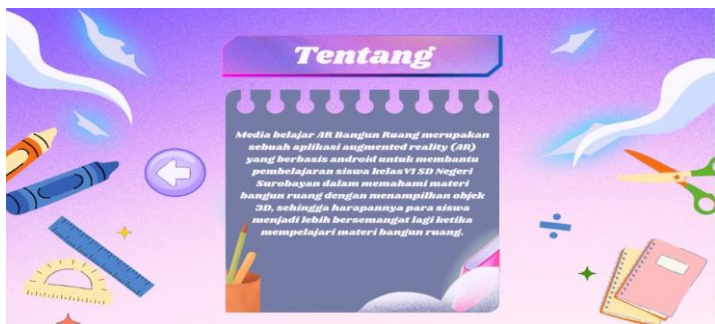 Tentang
Media belajar AR Bangun Ruang merupakan
sebuah aplikasi augmented reality (AR)
yang berbasis android untuk membantu
pembelajaran siswa kelas VI SD Negeri
Surobayan dalam memahami materi
bangun ruang dengan menampilkan objek
3D, sehingga harapannya para siswa
menjadi lebih bersemangat lagi ketika
mempelajari materi bangun ruang.